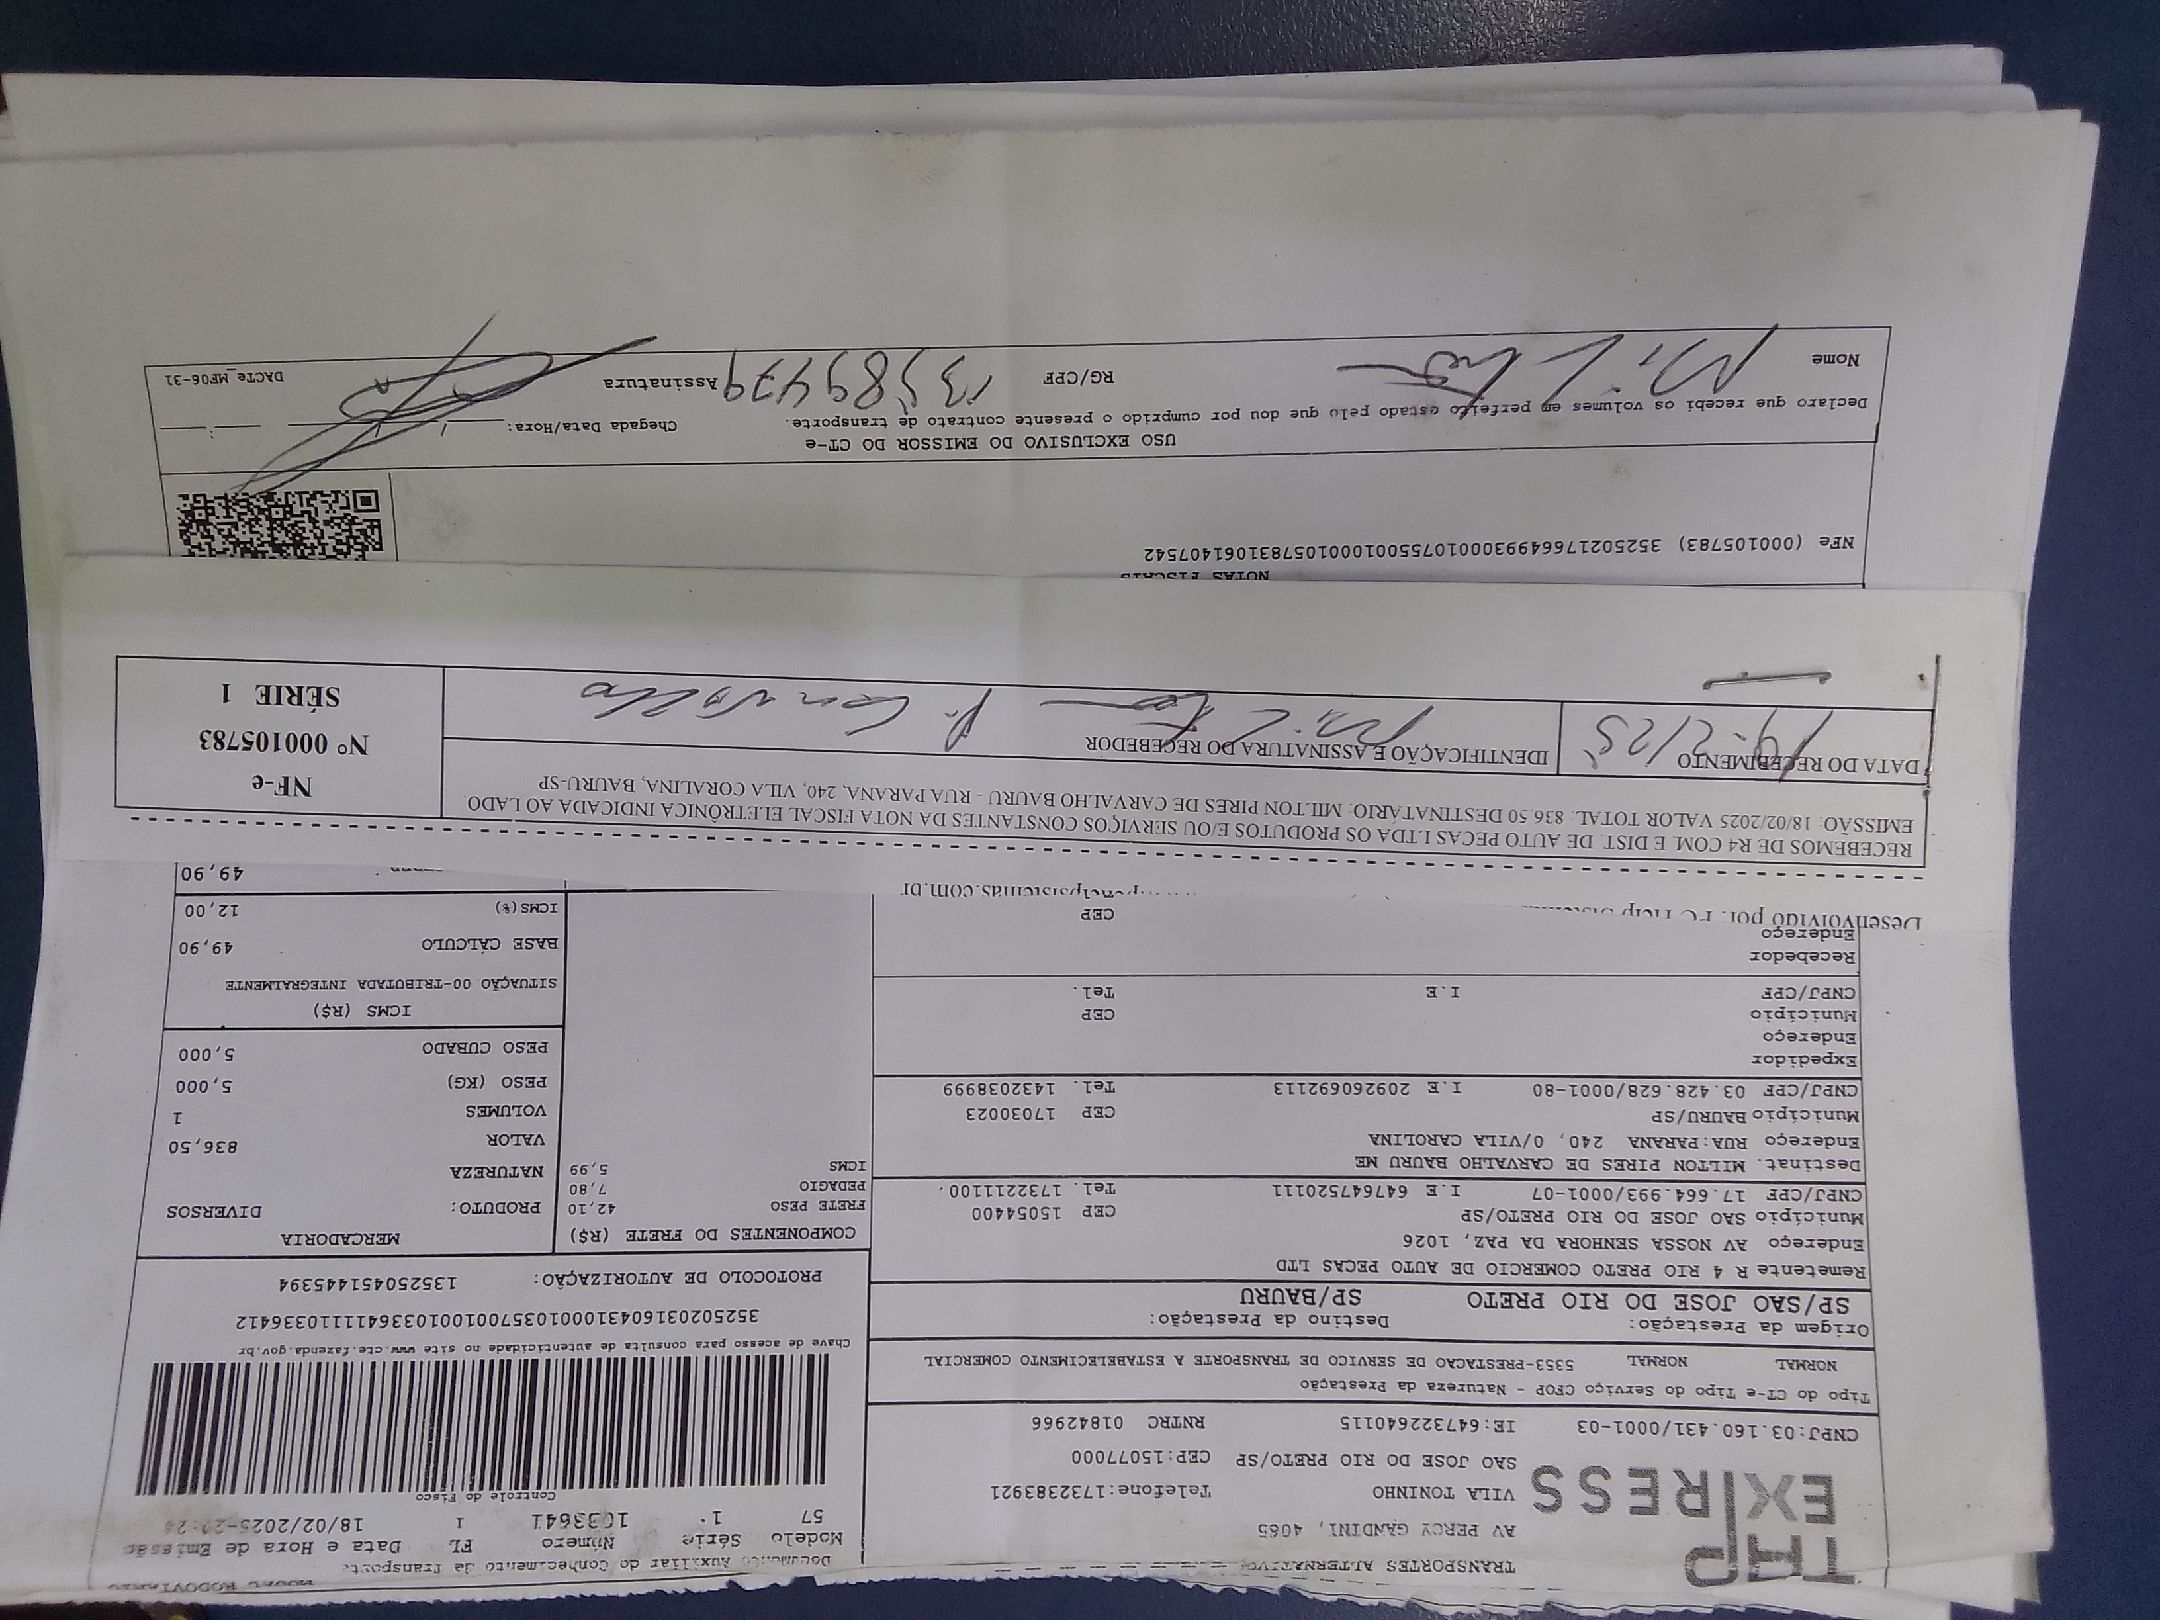 TRANSPORTES ALTERNATIVO
AV PERCY GANDINI, 4085
VILA TONINHO Telefone:1732383921
SAO JOSE DO RIO PRETO/SP CEP:15077000
THP
EXPRESS
CNPJ:03.160.431/0001-03 IE:647322640115 RNTRC 01842966
Tipo do CT-e Tipo do Serviço CFOP - Natureza da Prestação
NORMAL NORMAL 5353-PRESTACAO DE SERVICO DE TRANSPORTE A ESTABELECIMENTO COMERCIAL
Origem da Prestação: Destino da Prestação:
SP/SAO JOSE DO RIO PRETO SP/BAURU
Remetente R 4 RIO PRETO COMERCIO DE AUTO PECAS LTD
Endereço AV NOSSA SENHORA DA PAZ, 1026
Município SAO JOSE DO RIO PRETO/SP CEP 15054400
CNPJ/CPF 17.664.993/0001-07 I.E 647647520111 Tel. 1732211100.
Destinat. MILTON PIRES DE CARVALHO BAURU ME
Endereço RUA:PARANA 240, 0/VILA CAROLINA
Município BAURU/SP CEP 17030023
CNPJ/CPF 03.428.628/0001-80 I.E 209260692113 Tel. 1432038999
Expedidor
Endereço
Município CEP
CNPJ/CPF I.E Tel.
Recebedor
Endereço
CEP
MODAL RODOVIÁRIO
Documento Auxiliar do Conhecimento de Transporte
Modelo Série Número FL Data e Hora de Emissão
57 1 1033641 1 18/02/2025-
Controle do Fisco
Chave de acesso para consulta de autenticidade no site www.cte.fazenda.gov.br
35250203160431000103570010010336411110336412
PROTOCOLO DE AUTORIZAÇÃO: 135250451445394
COMPONENTES DO FRETE (R$)
FRETE PESO 42,10
PEDAGIO 7,80
ICMS 5,99
MERCADORIA
PRODUTO: DIVERSOS
NATUREZA
VALOR 836,50
VOLUMES 1
PESO (KG) 5,000
PESO CUBADO 5,000
ICMS (R$)
SITUAÇÃO 00-TRIBUTADA INTEGRALMENTE
BASE CÁLCULO 49,90
ICMS(%) 12,00
49,90
Desenvolvido por: PC Help Sistemas
RECEBEMOS DE R4 COM. E DIST. DE AUTO PECAS LTDA OS PRODUTOS E/OU SERVIÇOS CONSTANTES DA NOTA FISCAL ELETRÔNICA INDICADA AO LADO.
EMISSÃO: 18/02/2025 VALOR TOTAL: 836.50 DESTINATÁRIO: MILTON PIRES DE CARVALHO BAURU - RUA PARANA, 240, VILA CORALINA, BAURU-SP
DATA DO RECEBIMENTO
19-2/25
IDENTIFICAÇÃO E ASSINATURA DO RECEBEDOR
NF-e
Nº 000105783
SÉRIE 1
NOTAS FISCAIS
NFe (000105783) 35250217664993000107550010001057831061407542
USO EXCLUSIVO DO EMISSOR DO CT-e
Declaro que recebi os volumes em perfeito estado pelo que dou por cumprido o presente contrato de transporte. Chegada Data/Hora: / / :
Nome RG/CPF 13589479 Assinatura
DACTe_MF06-31